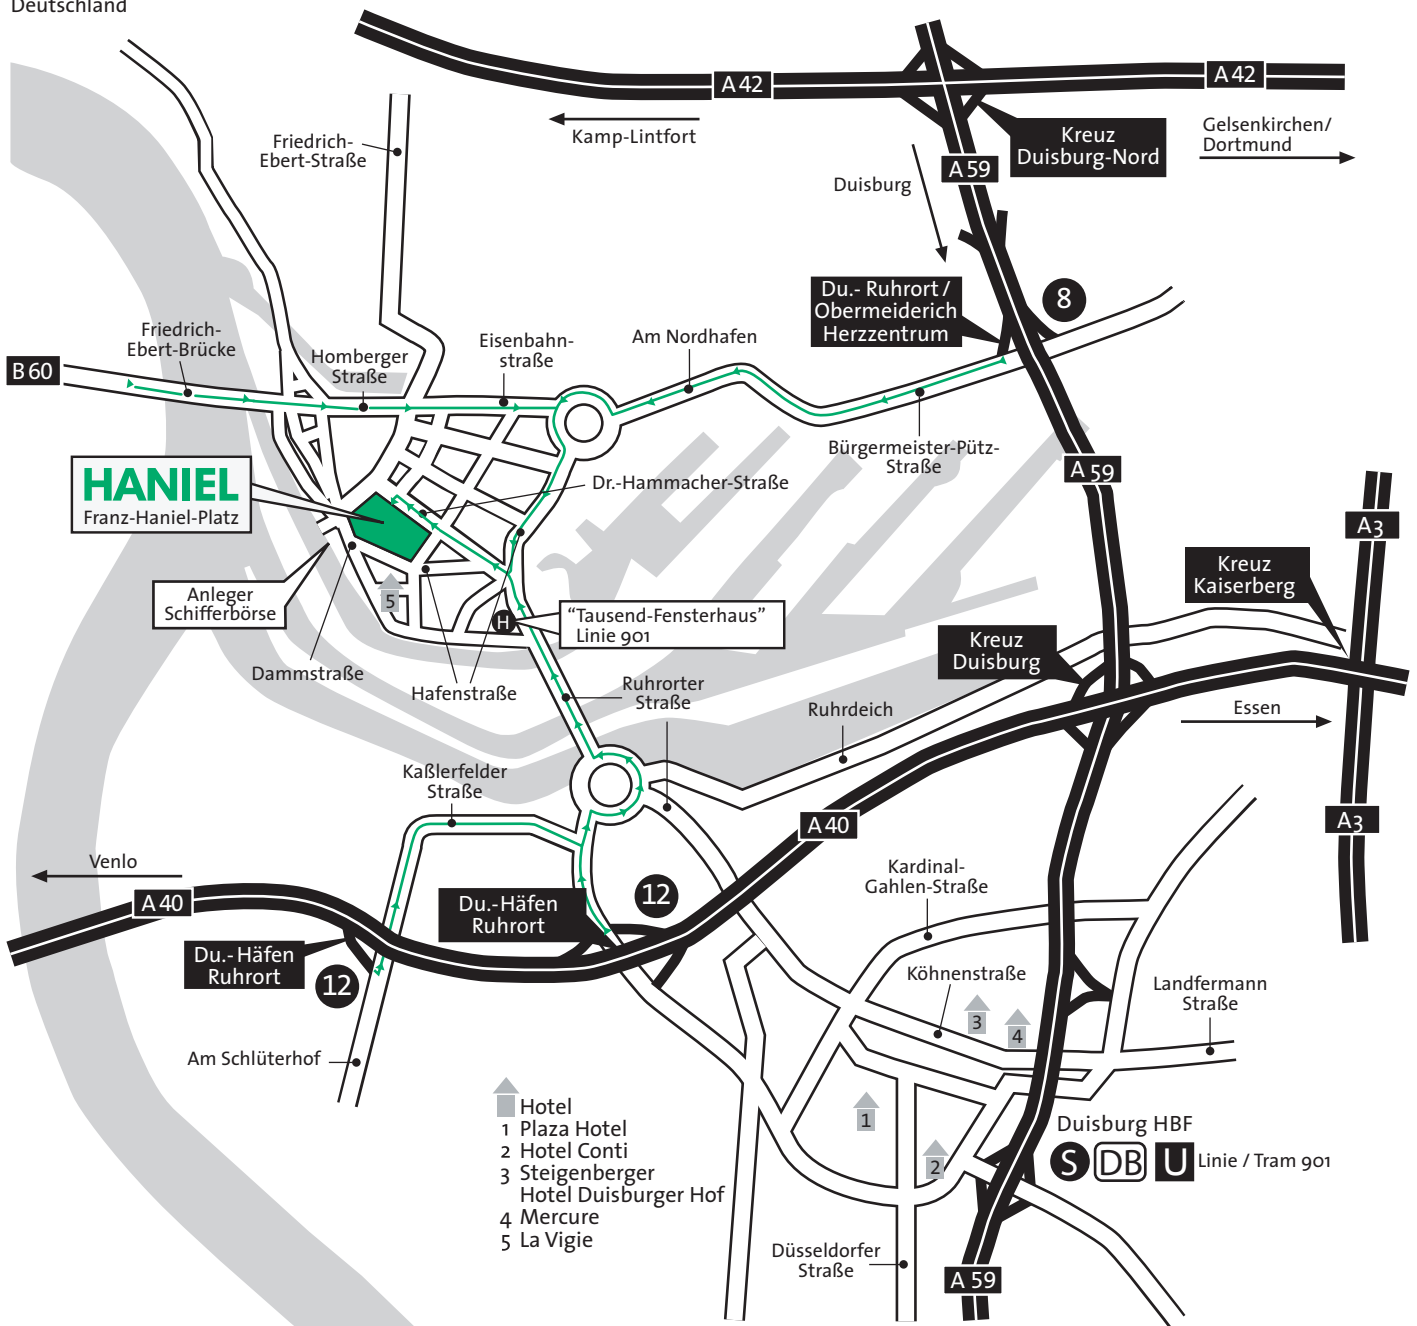 Deutschland
A 42
A 42
Kamp-Lintfort
Kreuz
Duisburg-Nord
Gelsenkirchen/
Dortmund
Friedrich-
Ebert-Straße
A 59
Duisburg
Du.- Ruhrort /
Obermeiderich
Herzzentrum
8
Friedrich-
Ebert-Brücke
B 60
Homberger
Straße
Eisenbahn-
straße
Am Nordhafen
Bürgermeister-Pütz-
Straße
A 59
HANIEL
Franz-Haniel-Platz
Dr.-Hammacher-Straße
A 3
Kreuz
Kaiserberg
Anleger
Schifferbörse
5
H
"Tausend-Fensterhaus"
Linie 901
Kreuz
Duisburg
Dammstraße
Hafenstraße
Ruhrorter
Straße
Ruhrdeich
Essen
Kaßlerfelder
Straße
A 40
A 3
Venlo
A 40
Du.-Häfen
Ruhrort
12
Kardinal-
Gahlen-Straße
Du.- Häfen
Ruhrort
12
Köhnenstraße
Landfermann
Straße
3
4
Am Schlüterhof
Hotel
1 Plaza Hotel
2 Hotel Conti
3 Steigenberger
Hotel Duisburger Hof
4 Mercure
5 La Vigie
1
2
Duisburg HBF
S DB U Linie / Tram 901
Düsseldorfer
Straße
A 59